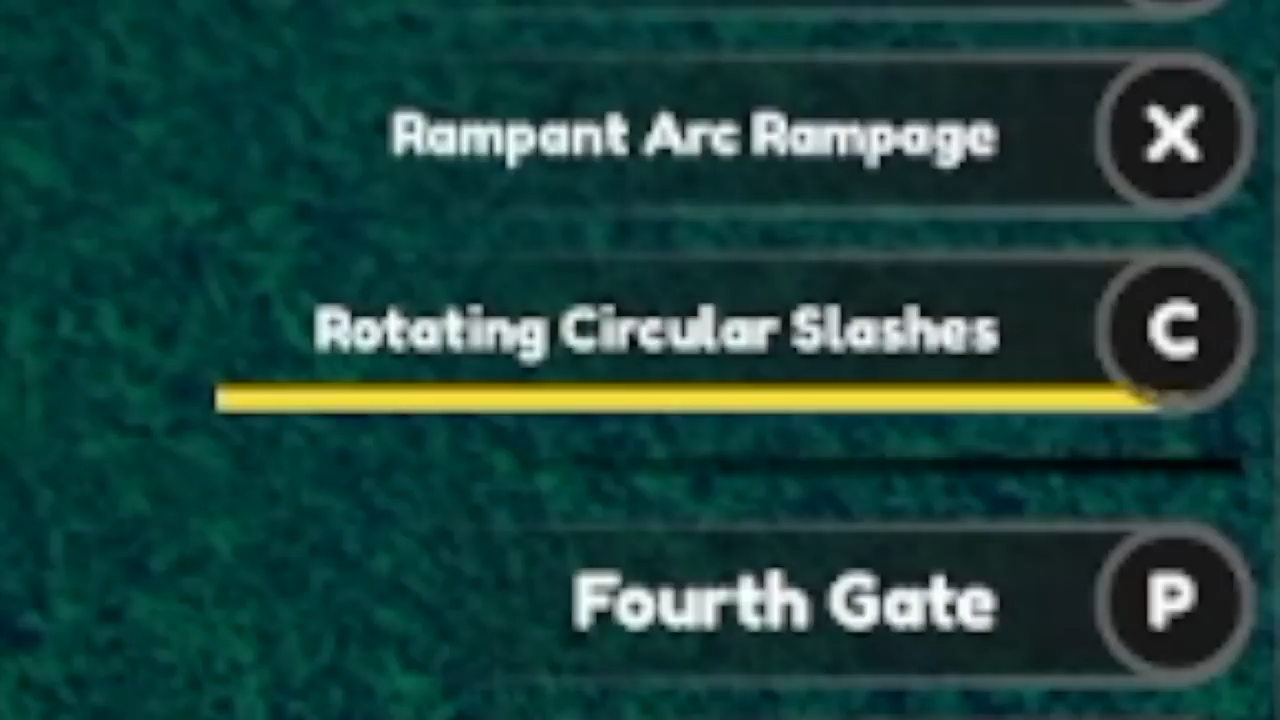 Rampant Arc Rampage X
Rotating Circular Slashes C
Fourth Gate P